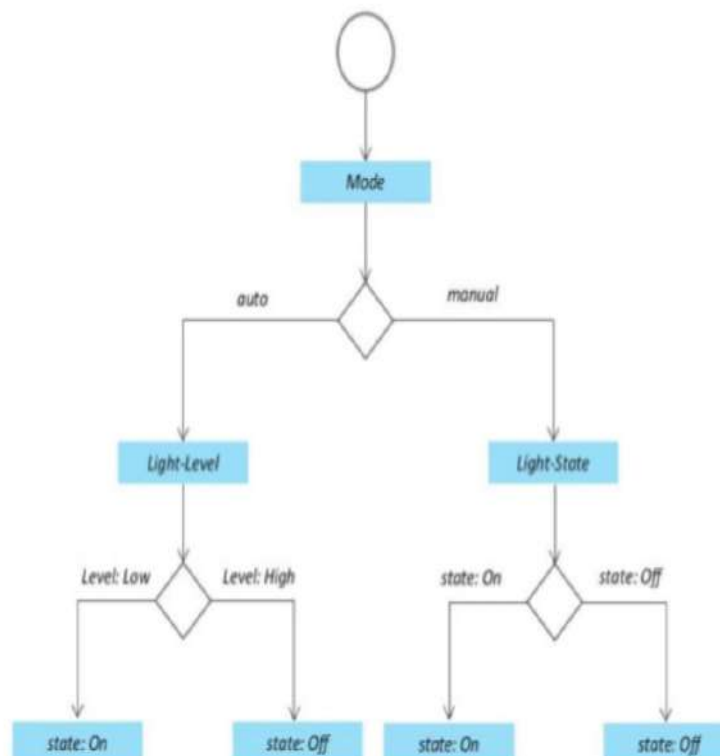 Mode
auto
manual
Light-Level
Light-State
Level: Low
Level: High
state: On
state: Off
state: On
state: Off
state: On
state: Off